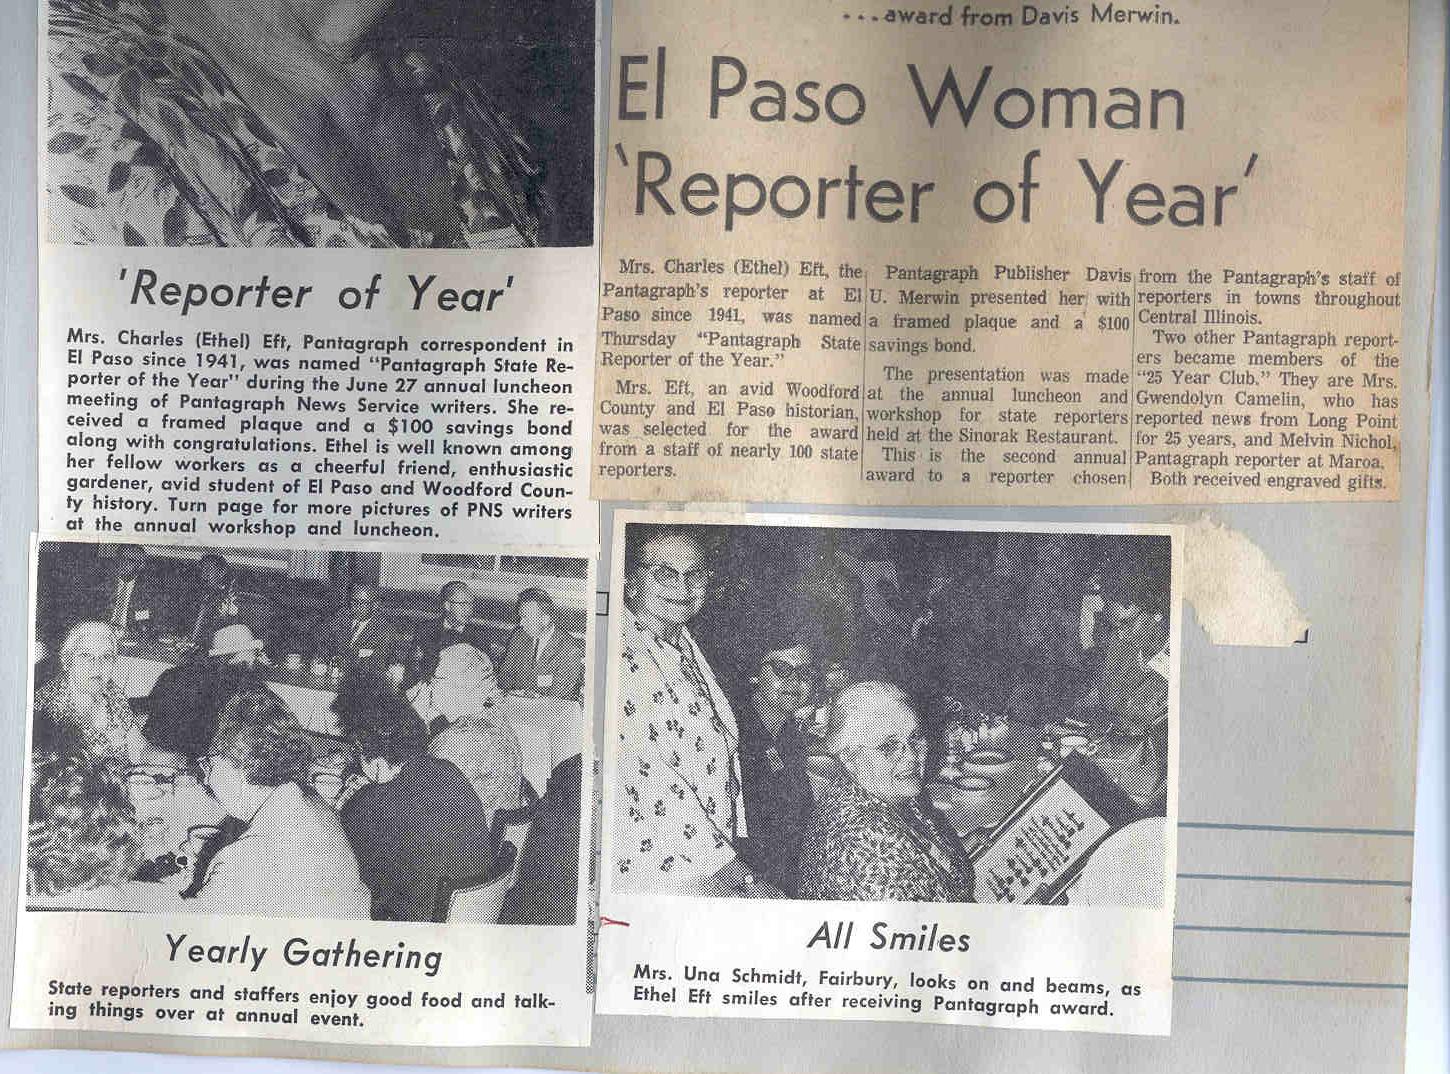 'Reporter of Year'
Mrs. Charles (Ethel) Eft, Pantagraph correspondent in
El Paso since 1941, was named "Pantagraph State Re-
porter of the Year" during the June 27 annual luncheon
meeting of Pantagraph News Service writers. She re-
ceived a framed plaque and a $100 savings bond
along with congratulations. Ethel is well known among
her fellow workers as a cheerful friend, enthusiastic
gardener, avid student of El Paso and Woodford Coun-
ty history. Turn page for more pictures of PNS writers
at the annual workshop and luncheon.
...award from Davis Merwin.
El Paso Woman
'Reporter of Year'
Mrs. Charles (Ethel) Eft, the
Pantagraph's reporter at El
Paso since 1941, was named
Thursday "Pantagraph State
Reporter of the Year."
Mrs. Eft, an avid Woodford
County and El Paso historian,
was selected for the award
from a staff of nearly 100 state
reporters.
Pantagraph Publisher Davis
U. Merwin presented her with
a framed plaque and a $100
savings bond.
The presentation was made
at the annual luncheon and
workshop for state reporters
held at the Sinorak Restaurant.
This is the second annual
award to a reporter chosen
from the Pantagraph's staff of
reporters in towns throughout
Central Illinois.
Two other Pantagraph report-
ers became members of the
"25 Year Club." They are Mrs.
Gwendolyn Camelin, who has
reported news from Long Point
for 25 years, and Melvin Nichol,
Pantagraph reporter at Maroa.
Both received engraved gifts.
Yearly Gathering
State reporters and staffers enjoy good food and talk-
ing things over at annual event.
All Smiles
Mrs. Una Schmidt, Fairbury, looks on and beams, as
Ethel Eft smiles after receiving Pantagraph award.